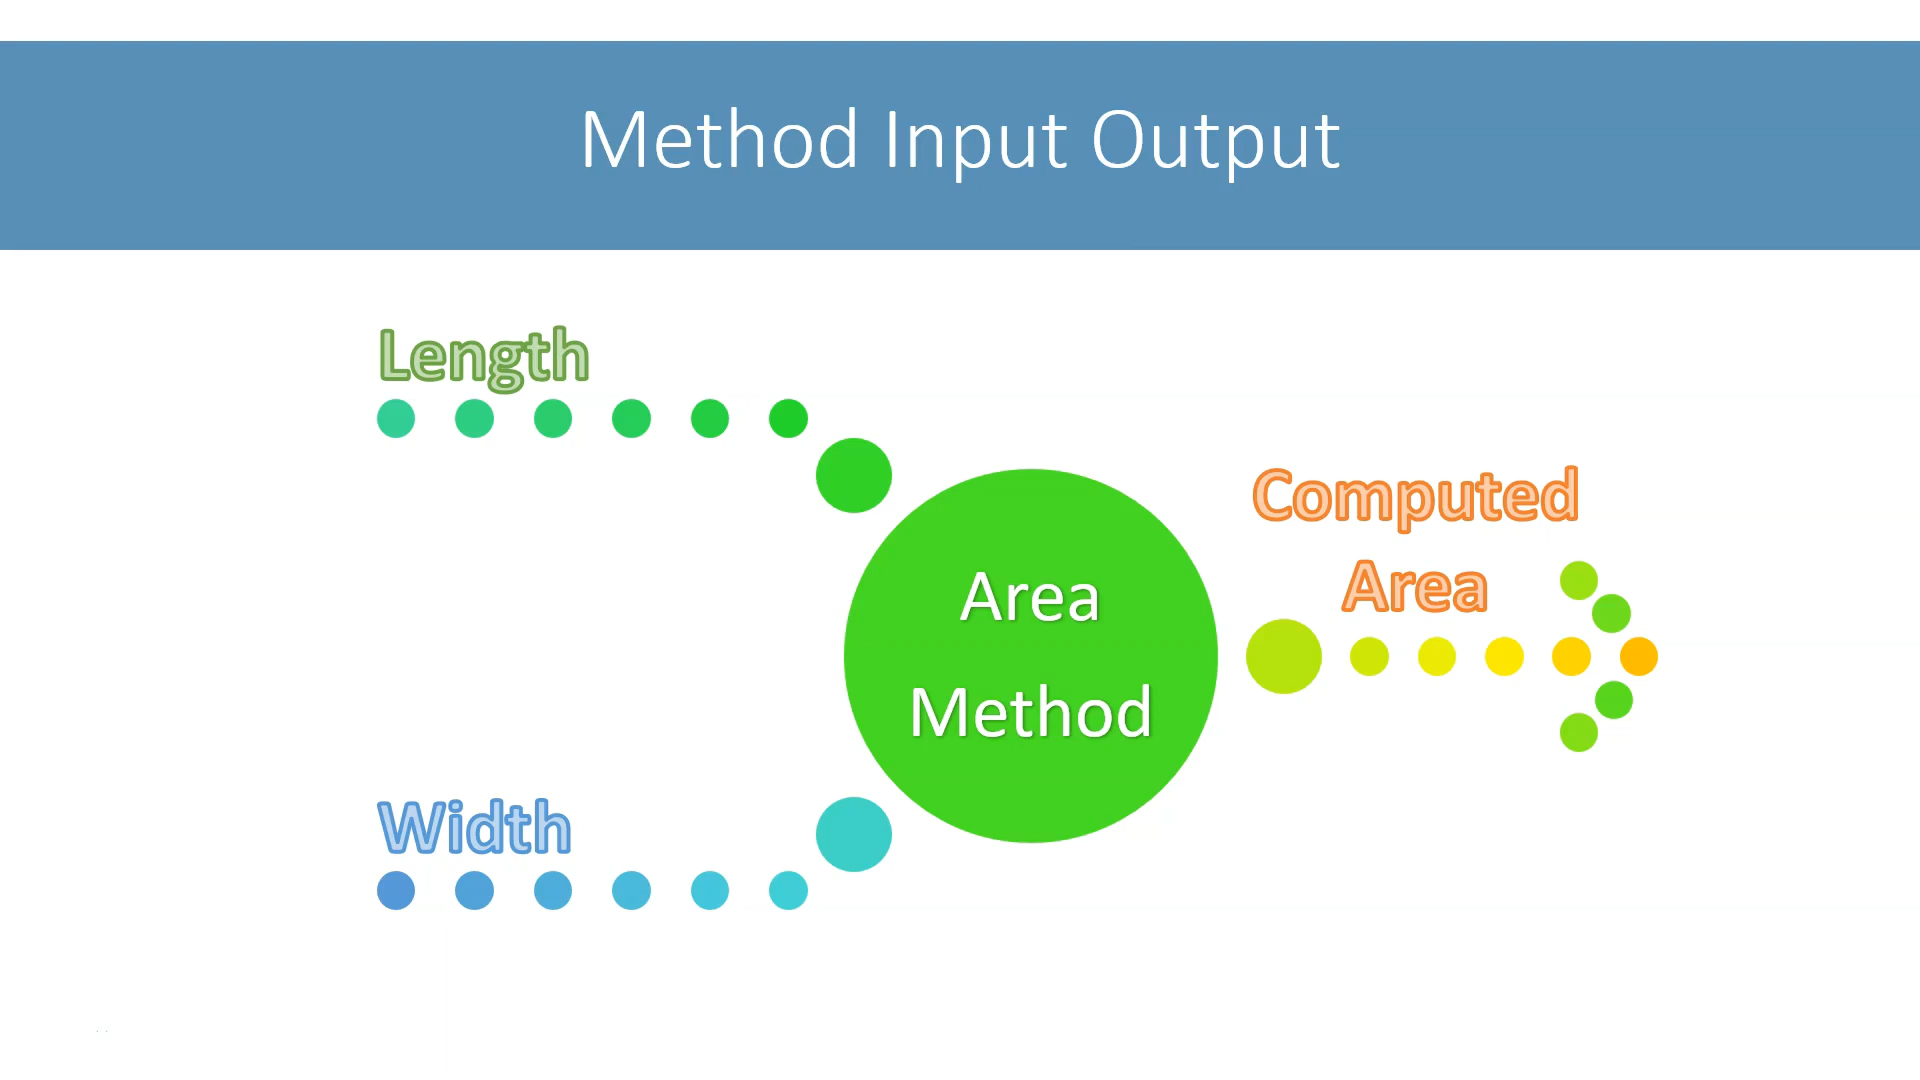 Method Input Output
Length
Computed
Area
Area
Method
Width